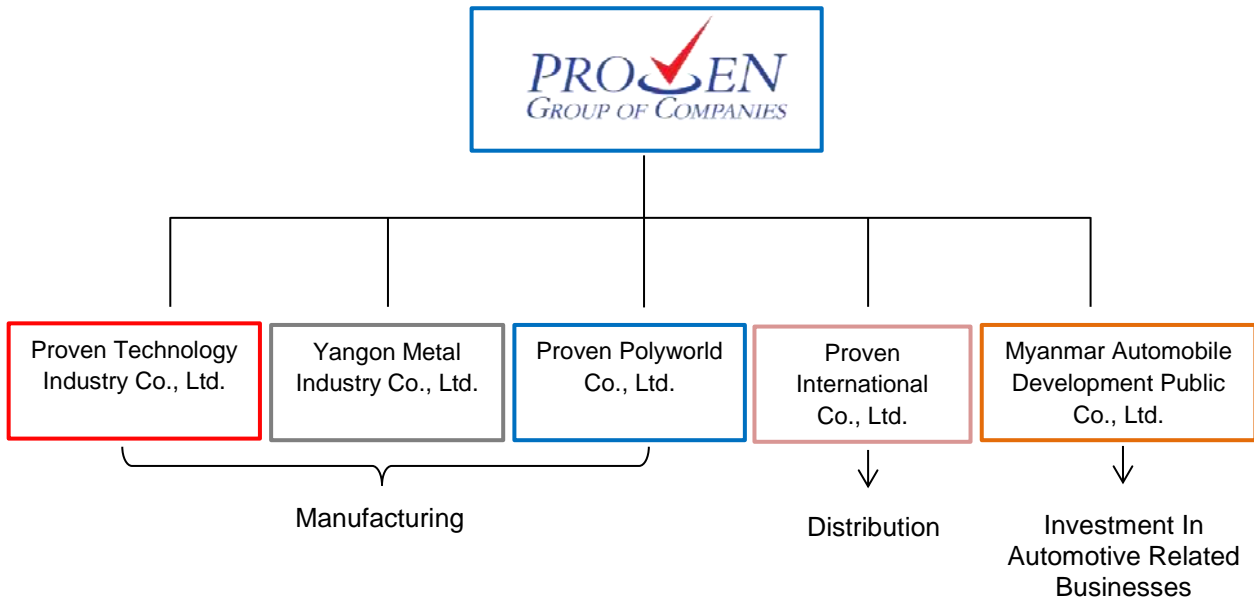 PROVEN
GROUP OF COMPANIES
Proven Technology
Industry Co., Ltd.
Yangon Metal
Industry Co., Ltd.
Proven Polyworld
Co., Ltd.
Proven
International
Co., Ltd.
Myanmar Automobile
Development Public
Co., Ltd.
Manufacturing
Distribution
Investment In
Automotive Related
Businesses